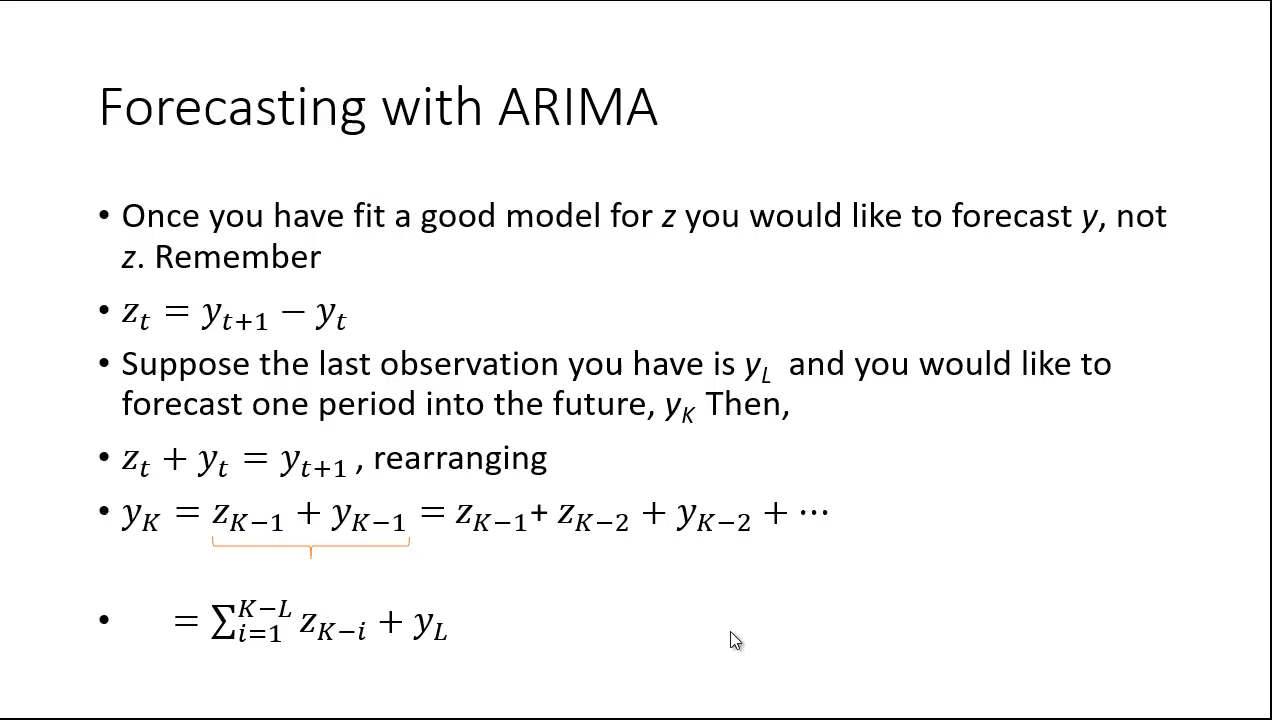 Forecasting with ARIMA
• Once you have fit a good model for z you would like to forecast y, not
z. Remember
• $z_t = y_{t+1} - y_t$
• Suppose the last observation you have is $y_L$ and you would like to
forecast one period into the future, $y_K$ Then,
• $z_t + y_t = y_{t+1}$ , rearranging
• $y_K = z_{K-1} + y_{K-1} = z_{K-1} + z_{K-2} + y_{K-2} + \cdots$
• $= \sum_{i=1}^{K-L} z_{K-i} + y_L$